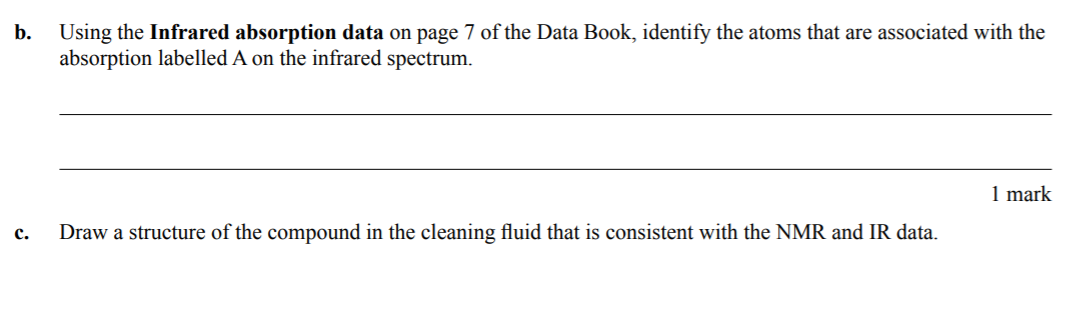 b. Using the Infrared absorption data on page 7 of the Data Book, identify the atoms that are associated with the
absorption labelled A on the infrared spectrum.
1 mark
c. Draw a structure of the compound in the cleaning fluid that is consistent with the NMR and IR data.